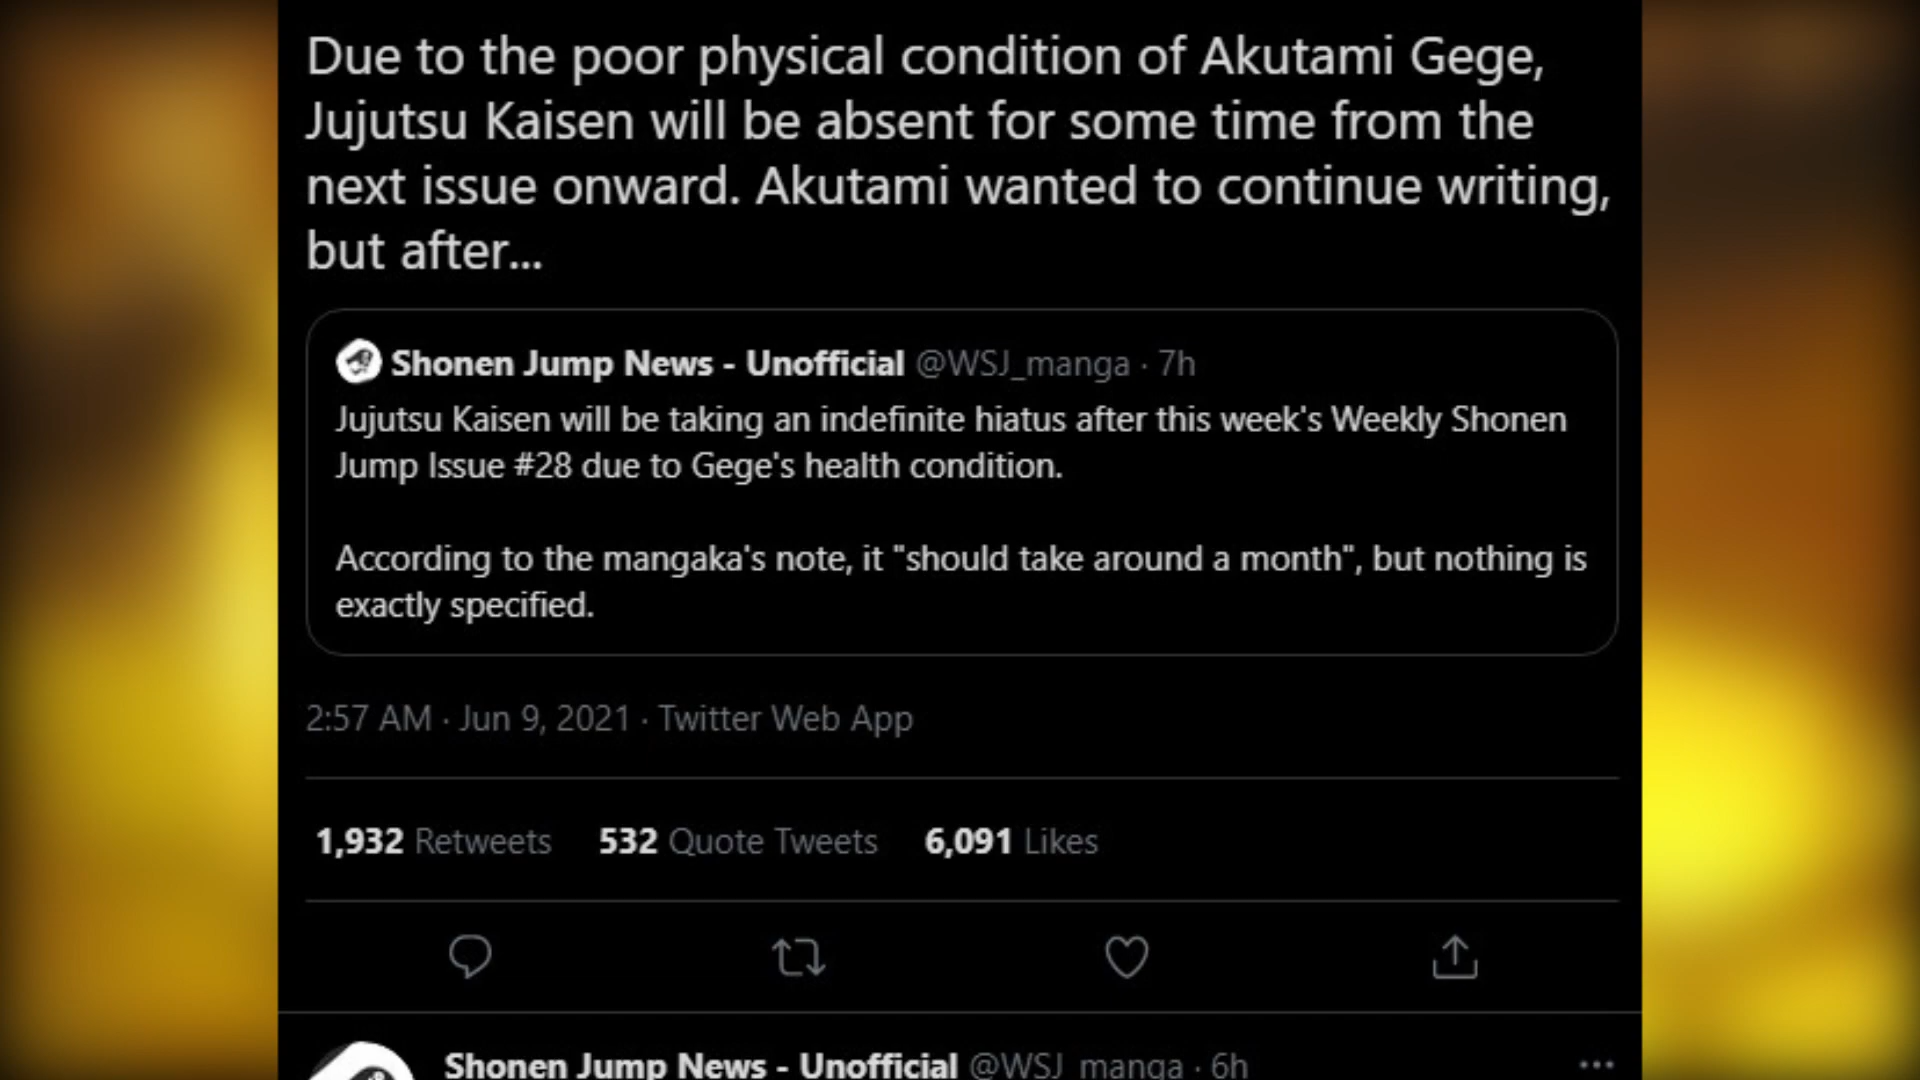 Due to the poor physical condition of Akutami Gege,
Jujutsu Kaisen will be absent for some time from the
next issue onward. Akutami wanted to continue writing,
but after...
Shonen Jump News - Unofficial @WSJ_manga · 7h
Jujutsu Kaisen will be taking an indefinite hiatus after this week's Weekly Shonen
Jump Issue #28 due to Gege's health condition.
According to the mangaka's note, it "should take around a month", but nothing is
exactly specified.
2:57 AM · Jun 9, 2021 · Twitter Web App
1,932 Retweets 532 Quote Tweets 6,091 Likes
Shonen Jump News - Unofficial @WSJ_manga · 6h